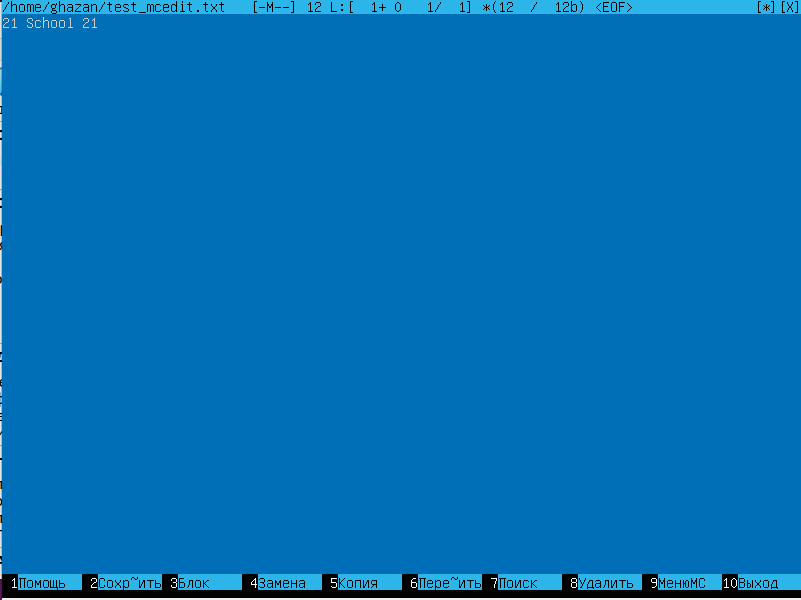 /home/ghazan/test_mcedit.txt [-M--] 12 L:[ 1+ 0 1/ 1] *(12 / 12b) <EOF> [*][X]
21 School 21
1Помощь 2Сохр~ить 3Блок 4Замена 5Копия 6Пере~ить 7Поиск 8Удалить 9МенюMC 10Выход